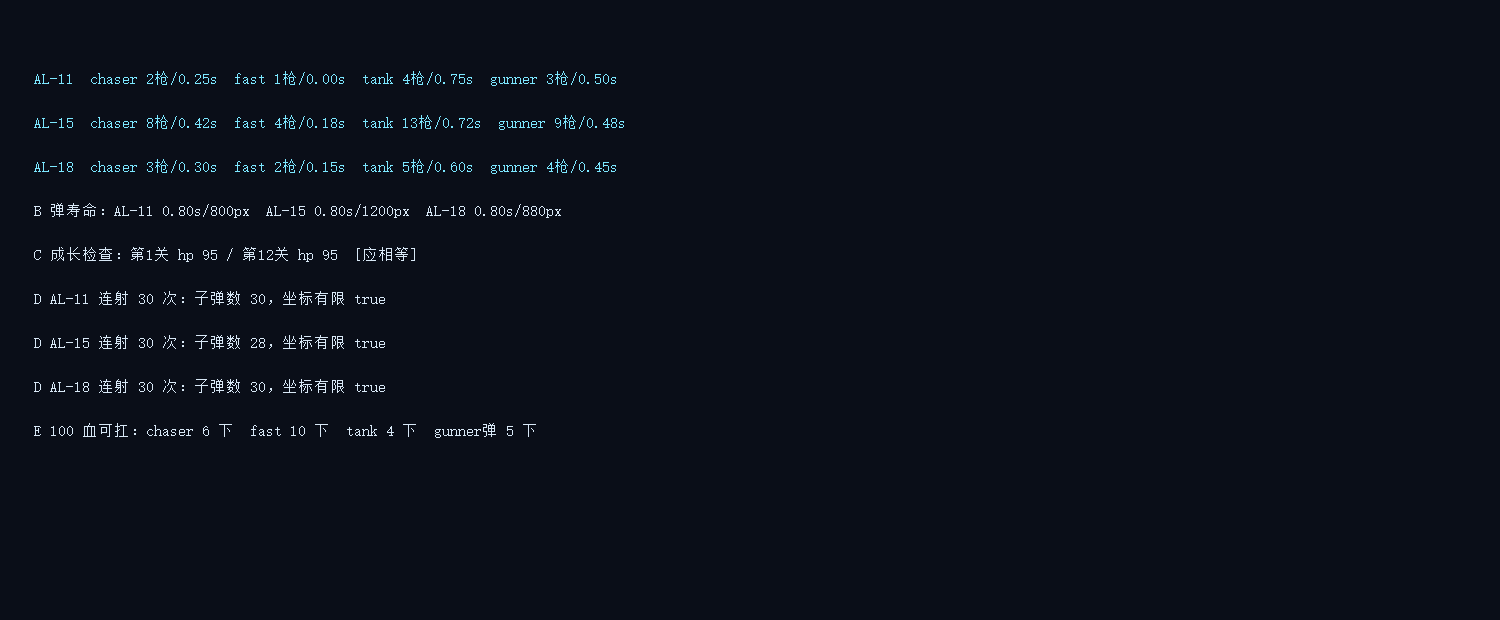 AL-11  chaser 2枪/0.25s  fast 1枪/0.00s  tank 4枪/0.75s  gunner 3枪/0.50s
AL-15  chaser 8枪/0.42s  fast 4枪/0.18s  tank 13枪/0.72s  gunner 9枪/0.48s
AL-18  chaser 3枪/0.30s  fast 2枪/0.15s  tank 5枪/0.60s  gunner 4枪/0.45s
B 弹寿命: AL-11 0.80s/800px  AL-15 0.80s/1200px  AL-18 0.80s/880px
C 成长检查: 第1关 hp 95 / 第12关 hp 95  [应相等]
D AL-11 连射 30 次: 子弹数 30, 坐标有限 true
D AL-15 连射 30 次: 子弹数 28, 坐标有限 true
D AL-18 连射 30 次: 子弹数 30, 坐标有限 true
E 100 血可扛: chaser 6 下  fast 10 下  tank 4 下  gunner弹 5 下